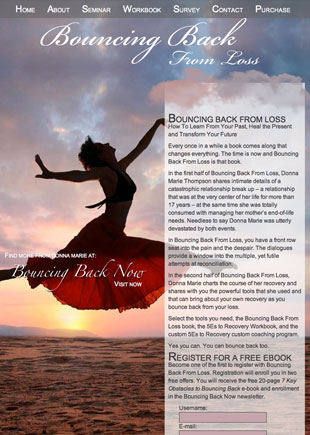 Home About Seminar Workbook Survey Contact Purchase
Bouncing Back
From Loss
Bouncing back from loss
How To Learn From Your Past, Heal the Present
and Transform Your Future
Every once in a while a book comes along that
changes everything. The time is now and Bouncing
Back From Loss is that book.
In the first half of Bouncing Back From Loss, Donna
Marie Thompson shares intimate details of a
catastrophic relationship break up – a relationship
that was at the very center of her life for more than
17 years – at the same time she was totally
consumed with managing her mother's end-of-life
needs. Needless to say Donna Marie was utterly
devastated by both events.
In Bouncing Back From Loss, you have a front row
seat into the pain and the despair. The dialogues
provide a window into the multiple, yet futile
attempts at reconciliation.
Find more from Donna Marie at:
Bouncing Back Now
Visit now
In the second half of Bouncing Back From Loss,
Donna Marie charts the course of her recovery and
shares with you the powerful tools that she used and
that can bring about your own recovery as you
bounce back from your loss.
Select the tools you need, the Bouncing Back From
Loss book, the 5Es to Recovery Workbook, and the
custom 5Es to Recovery custom coaching program.
Yes you can. You can bounce back too.
Register for a free ebook
Become one of the first to register with Bouncing
Back From Loss. Registration will enroll you in two
free offers. You will receive the free 20-page 7 Key
Obstacles to Bouncing Back e-book and enrollment
in the Bouncing Back Now newsletter.
Username:
E-mail: